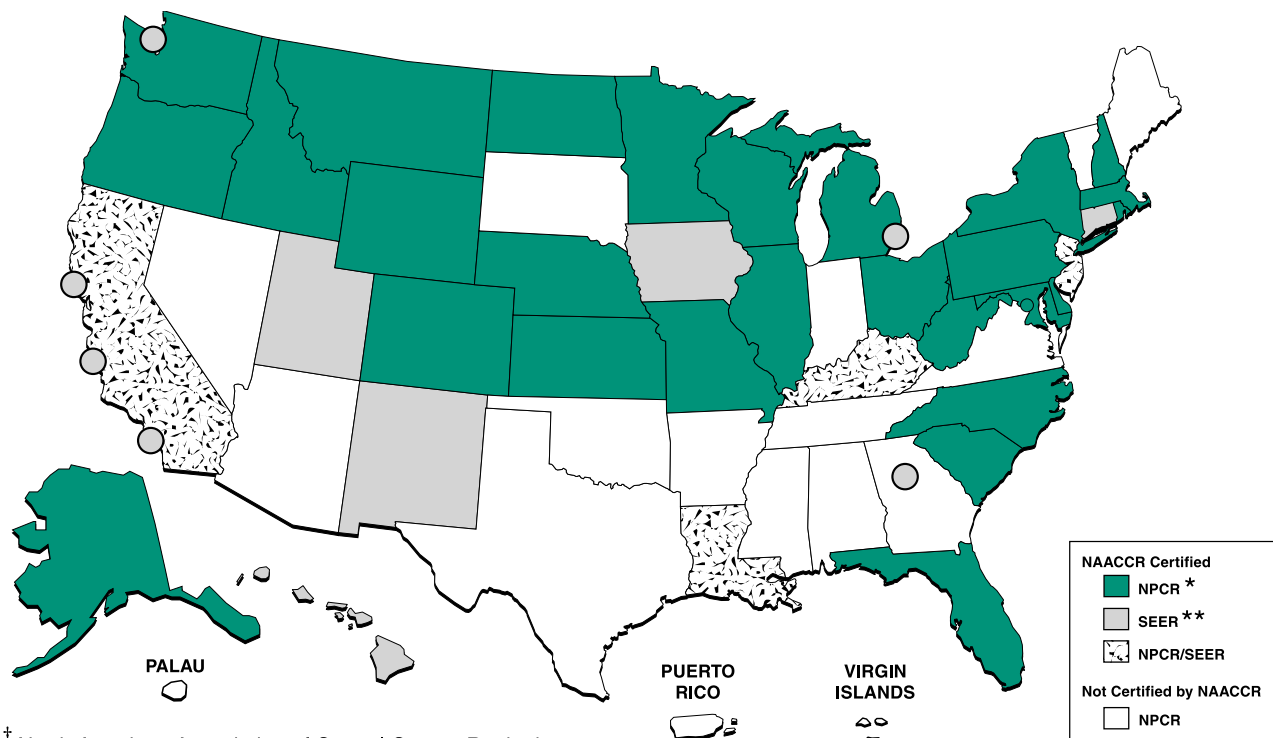 PALAU
PUERTO
RICO
VIRGIN
ISLANDS
NAACCR Certified
NPCR *
SEER **
NPCR/SEER
Not Certified by NAACCR
NPCR
†